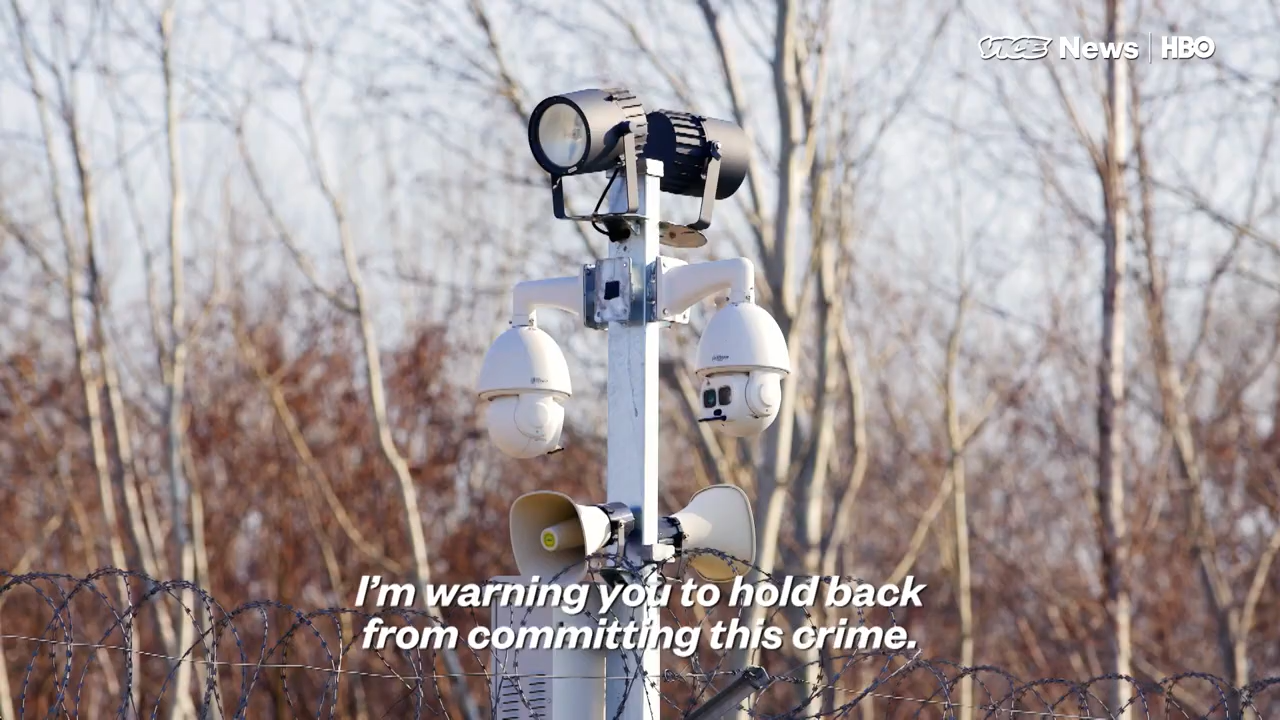 VICE News | HBO
I'm warning you to hold back
from committing this crime.